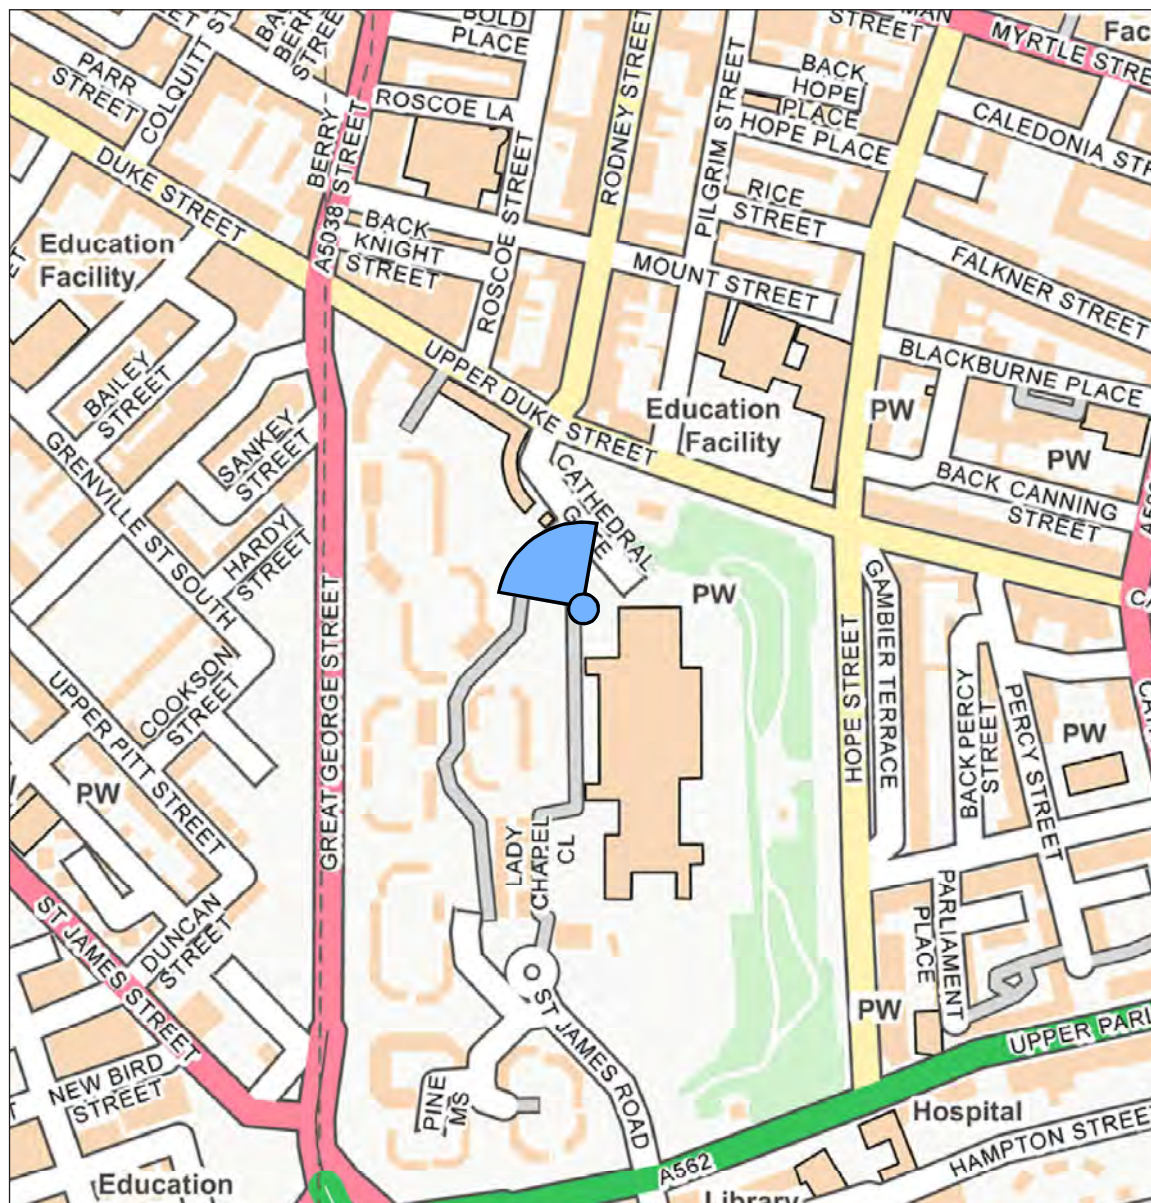 BOLD
PLACE
STREET
MYRTLE STRE
Fac
PARR
STREET
COLQUITT ST
BERRY
A5038 STREET
ROSCOE LA
RODNEY STREET
PILGRIM STREET
BACK
HOPE
PLACE
HOPE PLACE
CALEDONIA STR
DUKE STREET
Education
Facility
BACK
KNIGHT
STREET
ROSCOE STREET
RICE
STREET
MOUNT STREET
FALKNER STREET
BLACKBURNE PLACE
BAILEY
STREET
UPPER DUKE STREET
Education
Facility
PW
PW
SANKEY
STREET
GRENVILLE ST SOUTH
HARDY
STREET
CATHEDRAL
GATE
BACK CANNING
STREET
PW
GREAT GEORGE STREET
HOPE STREET
GAMBIER TERRACE
COOKSON
STREET
UPPER PITT STREET
BACK PERCY
STREET
PERCY STREET
PW
PW
LADY
CHAPEL
CL
DUNCAN
STREET
ST JAMES STREET
PARLIAMENT
PLACE
PW
ST JAMES ROAD
UPPER PARL
NEW BIRD
STREET
PINE
MS
Hospital
HAMPTON STREET
A562
Education
Library